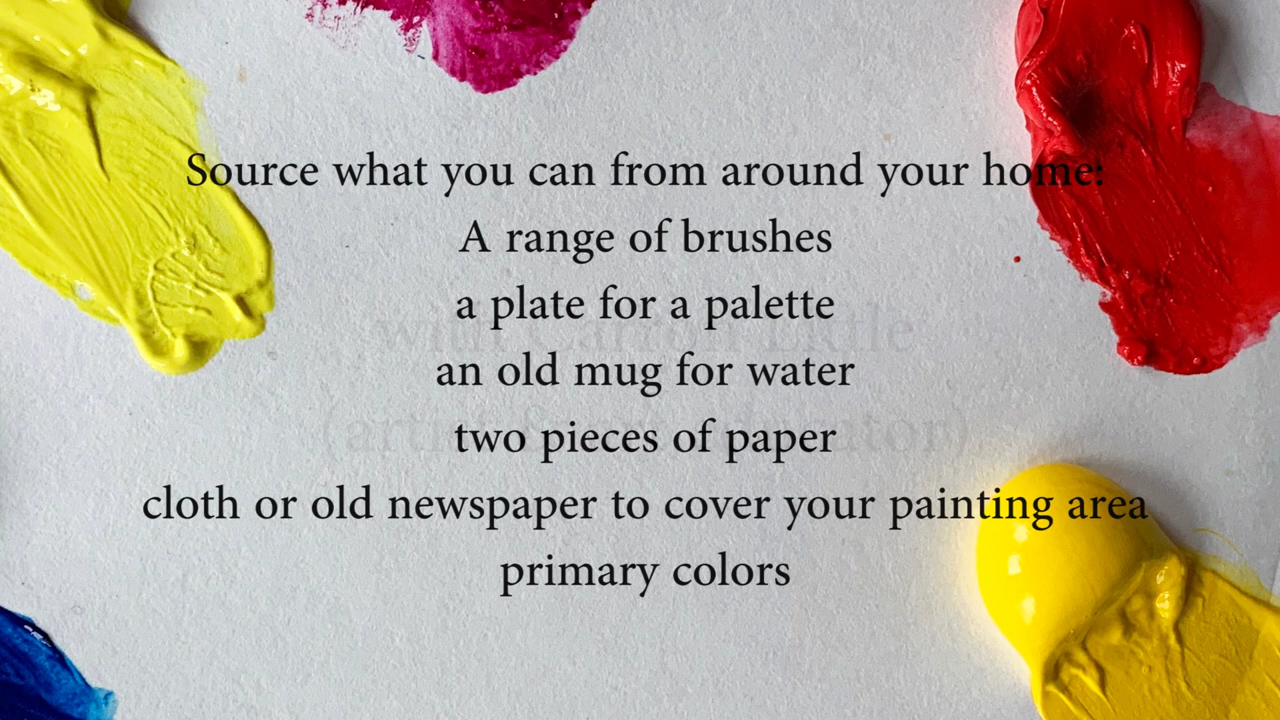 Source what you can from around your home:
A range of brushes
a plate for a palette
an old mug for water
two pieces of paper
cloth or old newspaper to cover your painting area
primary colors